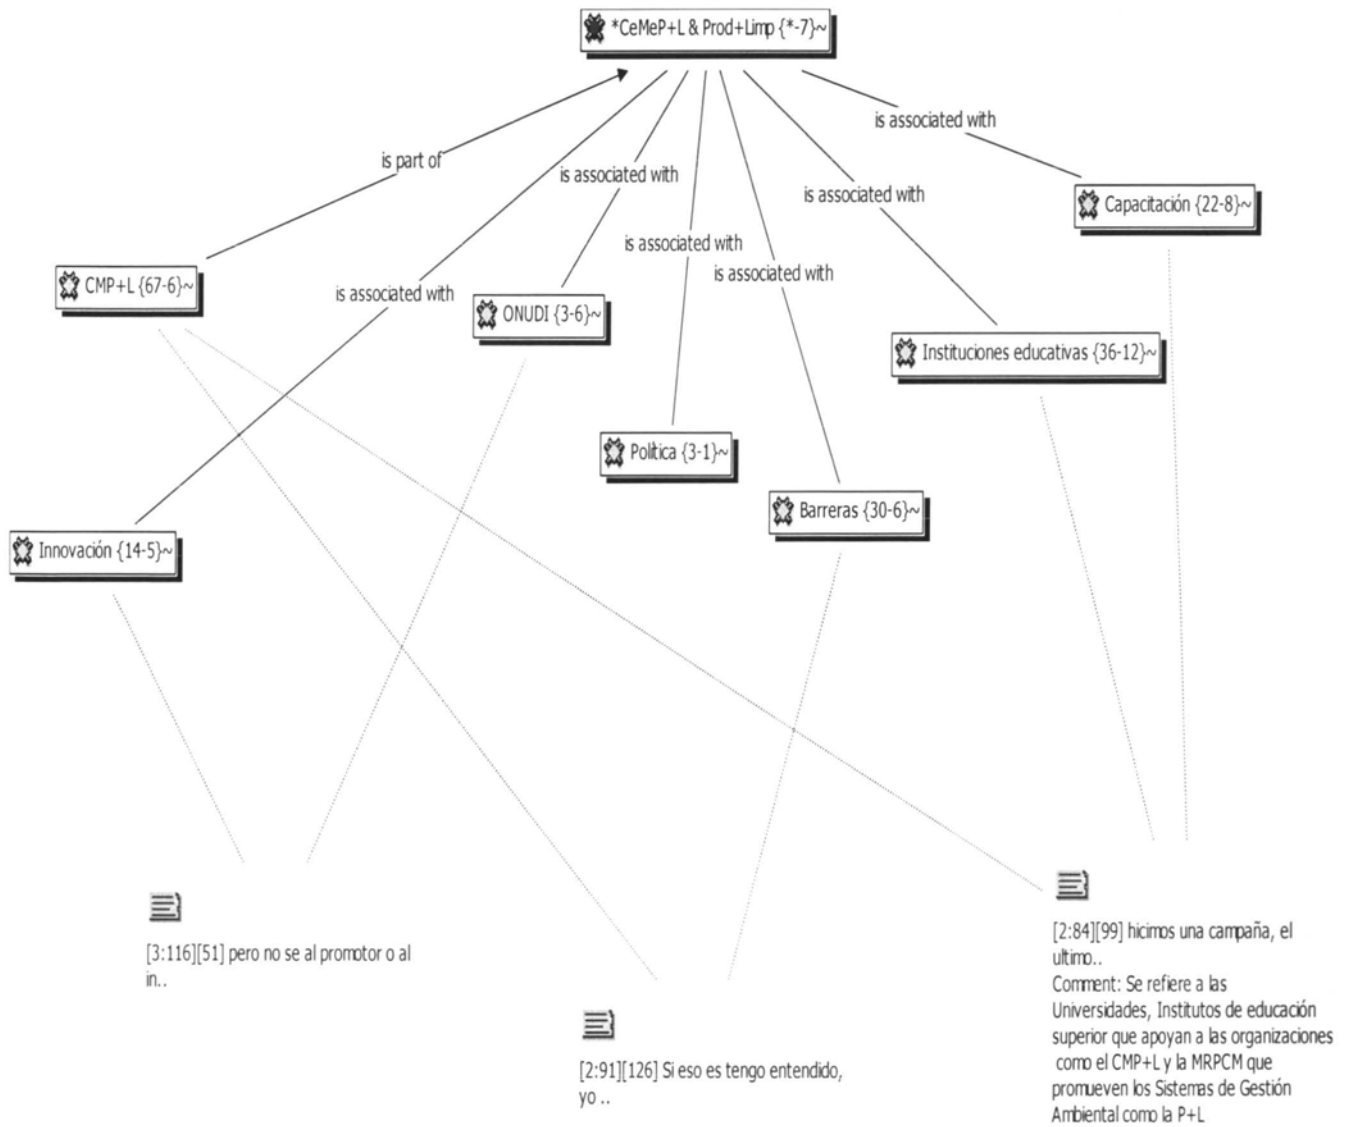 *CeMeP+L & Prod+Limp {*-7}~
is associated with
is part of
is associated with
is associated with
Capacitación {22-8}~
is associated with
is associated with
CMP+L {67-6}~
is associated with
ONUDI {3-6}~
Instituciones educativas {36-12}~
Política {3-1}~
Barreras {30-6}~
Innovación {14-5}~
[3:116][51] pero no se al promotor o al
in..
[2:91][126] Si eso es tengo entendido,
yo ..
[2:84][99] hicimos una campaña, el
ultimo..
Comment: Se refiere a las
Universidades, Institutos de educación
superior que apoyan a las organizaciones
como el CMP+L y la MRPCM que
promueven los Sistemas de Gestión
Ambiental como la P+L